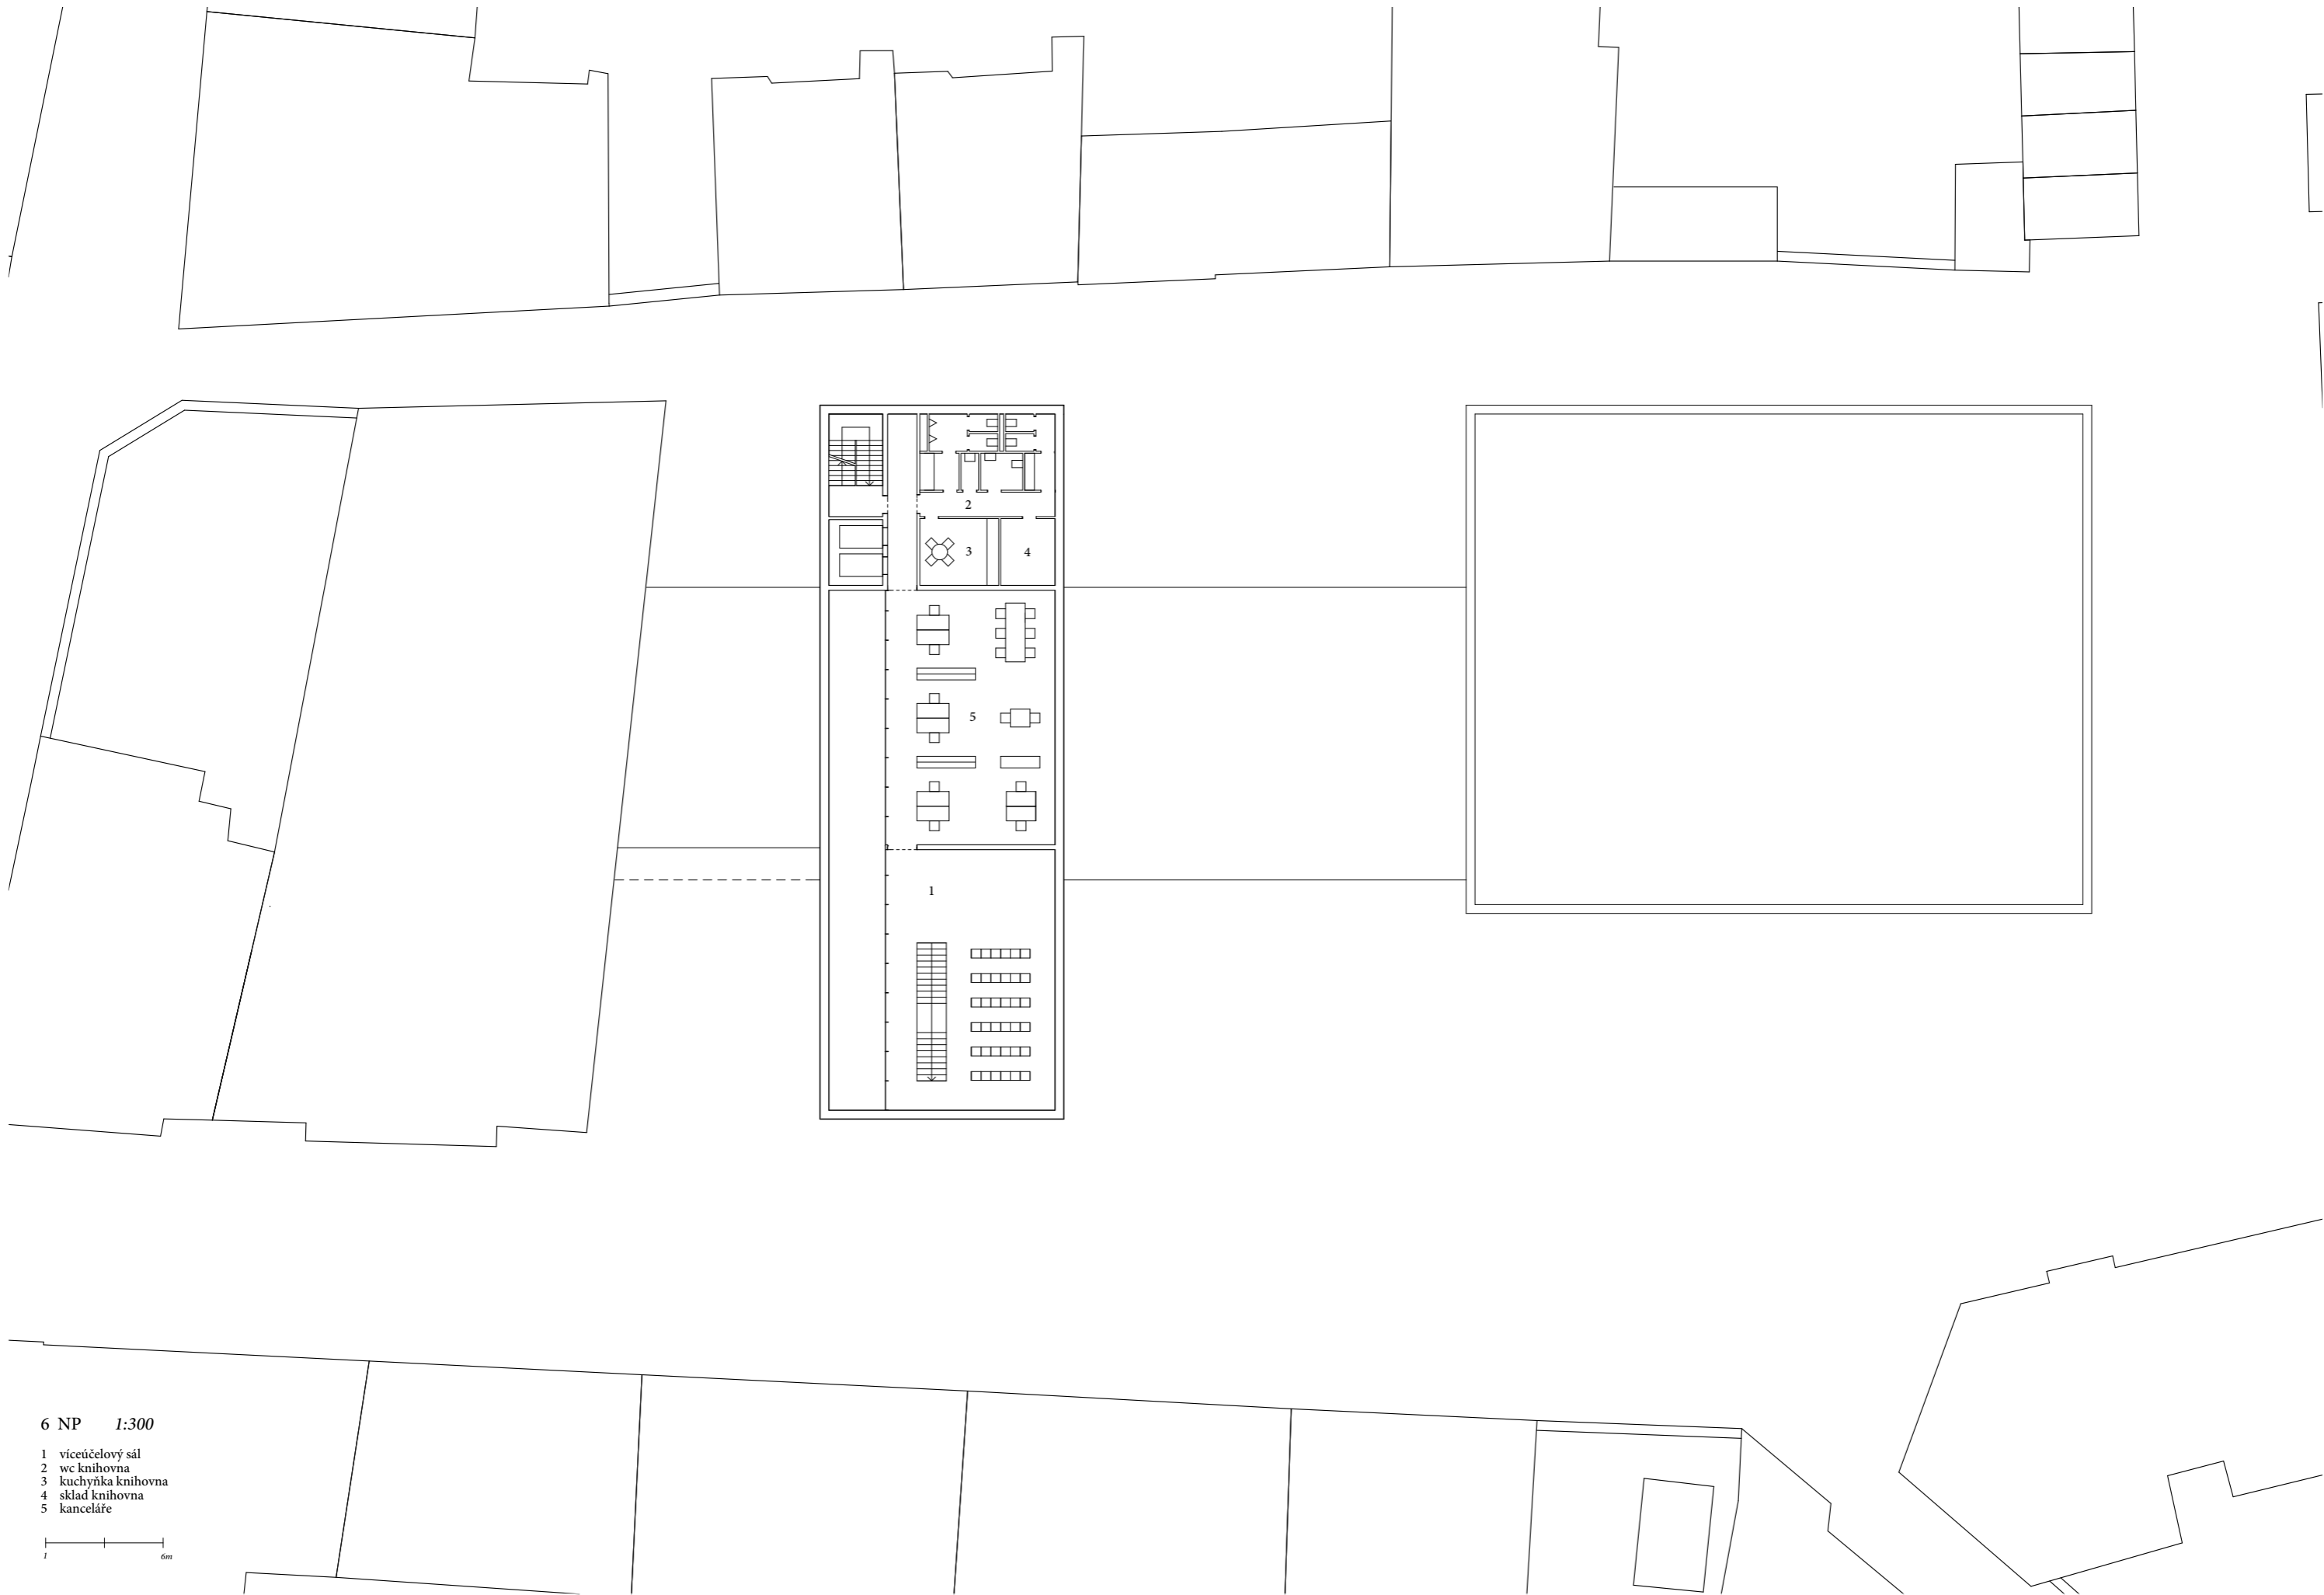 2
3
4
5
1
6 NP 1:300
1 víceúčelový sál
2 wc knihovna
3 kuchyňka knihovna
4 sklad knihovna
5 kanceláře
1 6m